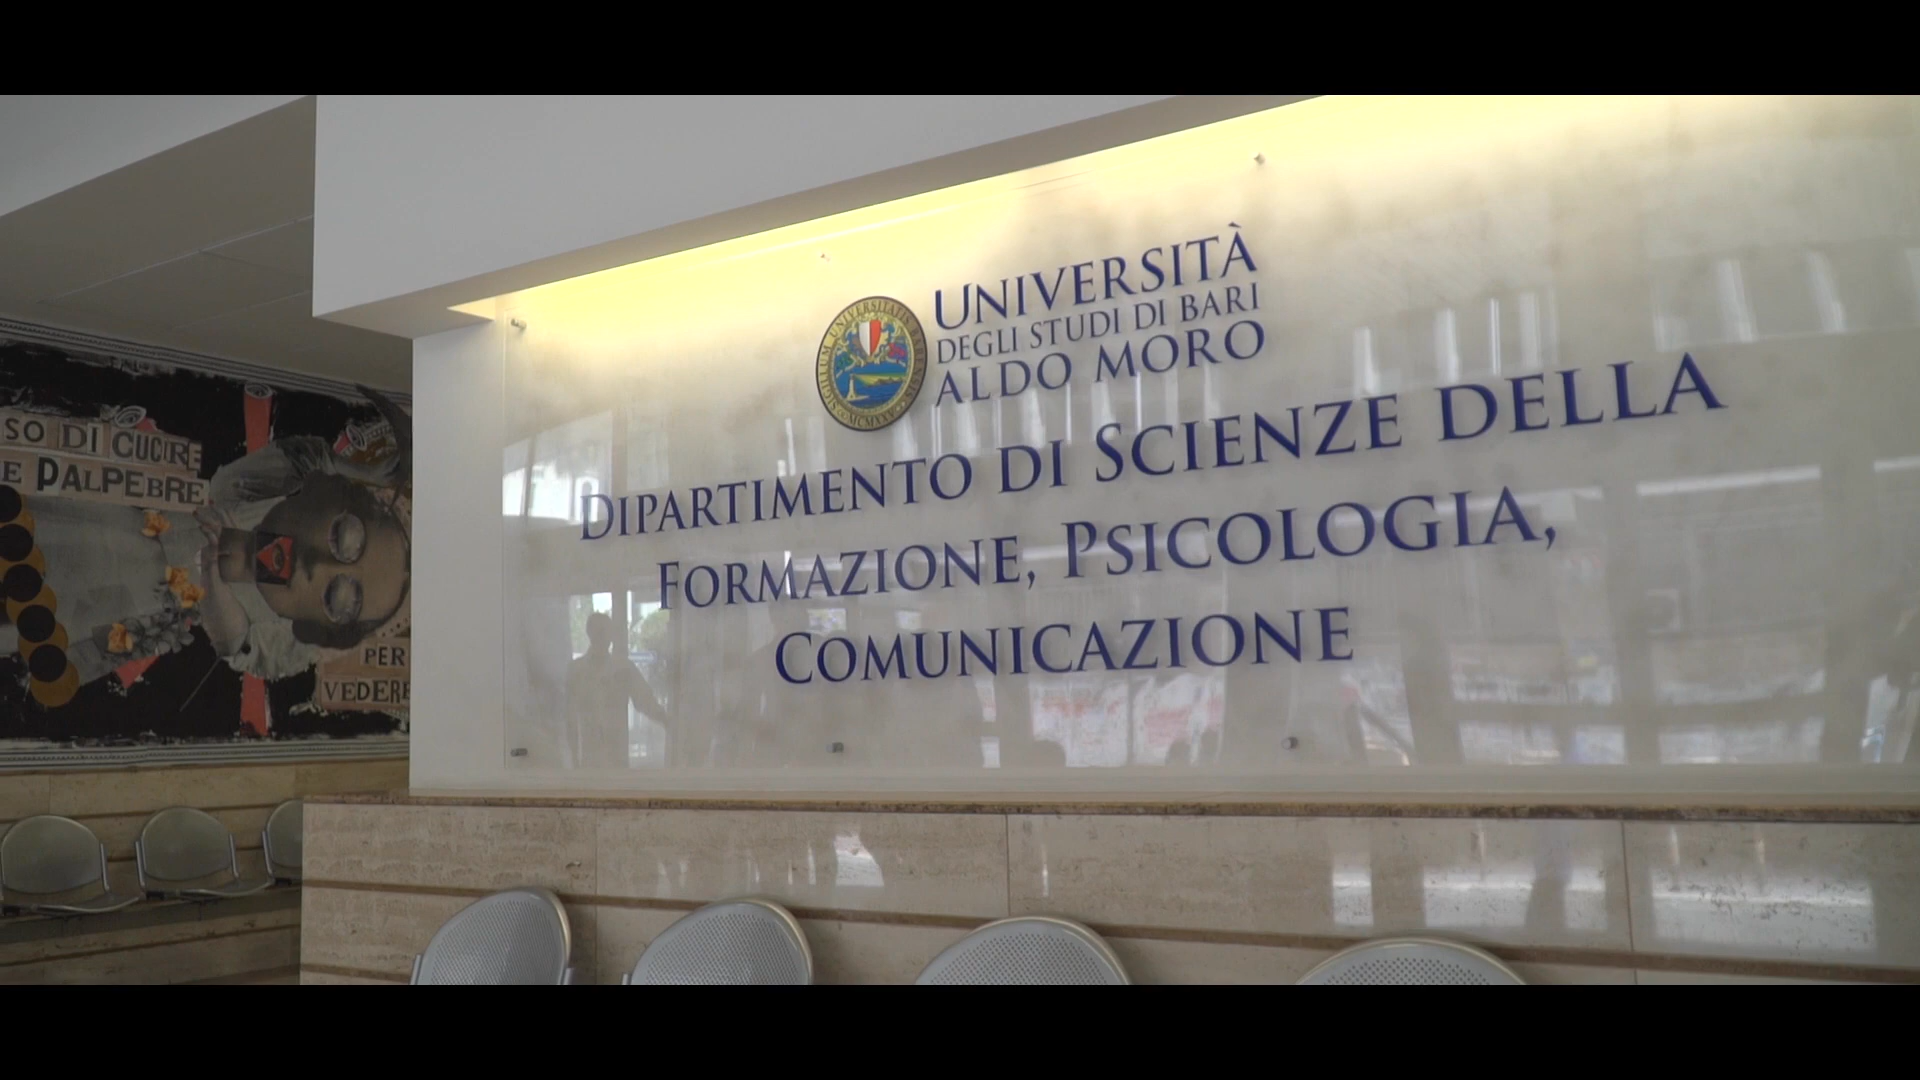 UNIVERSITÀ
DEGLI STUDI DI BARI
ALDO MORO
DIPARTIMENTO DI SCIENZE DELLA
FORMAZIONE, PSICOLOGIA,
COMUNICAZIONE
SO DI CUCIRE
E PALPEBRE
PER
VEDERE